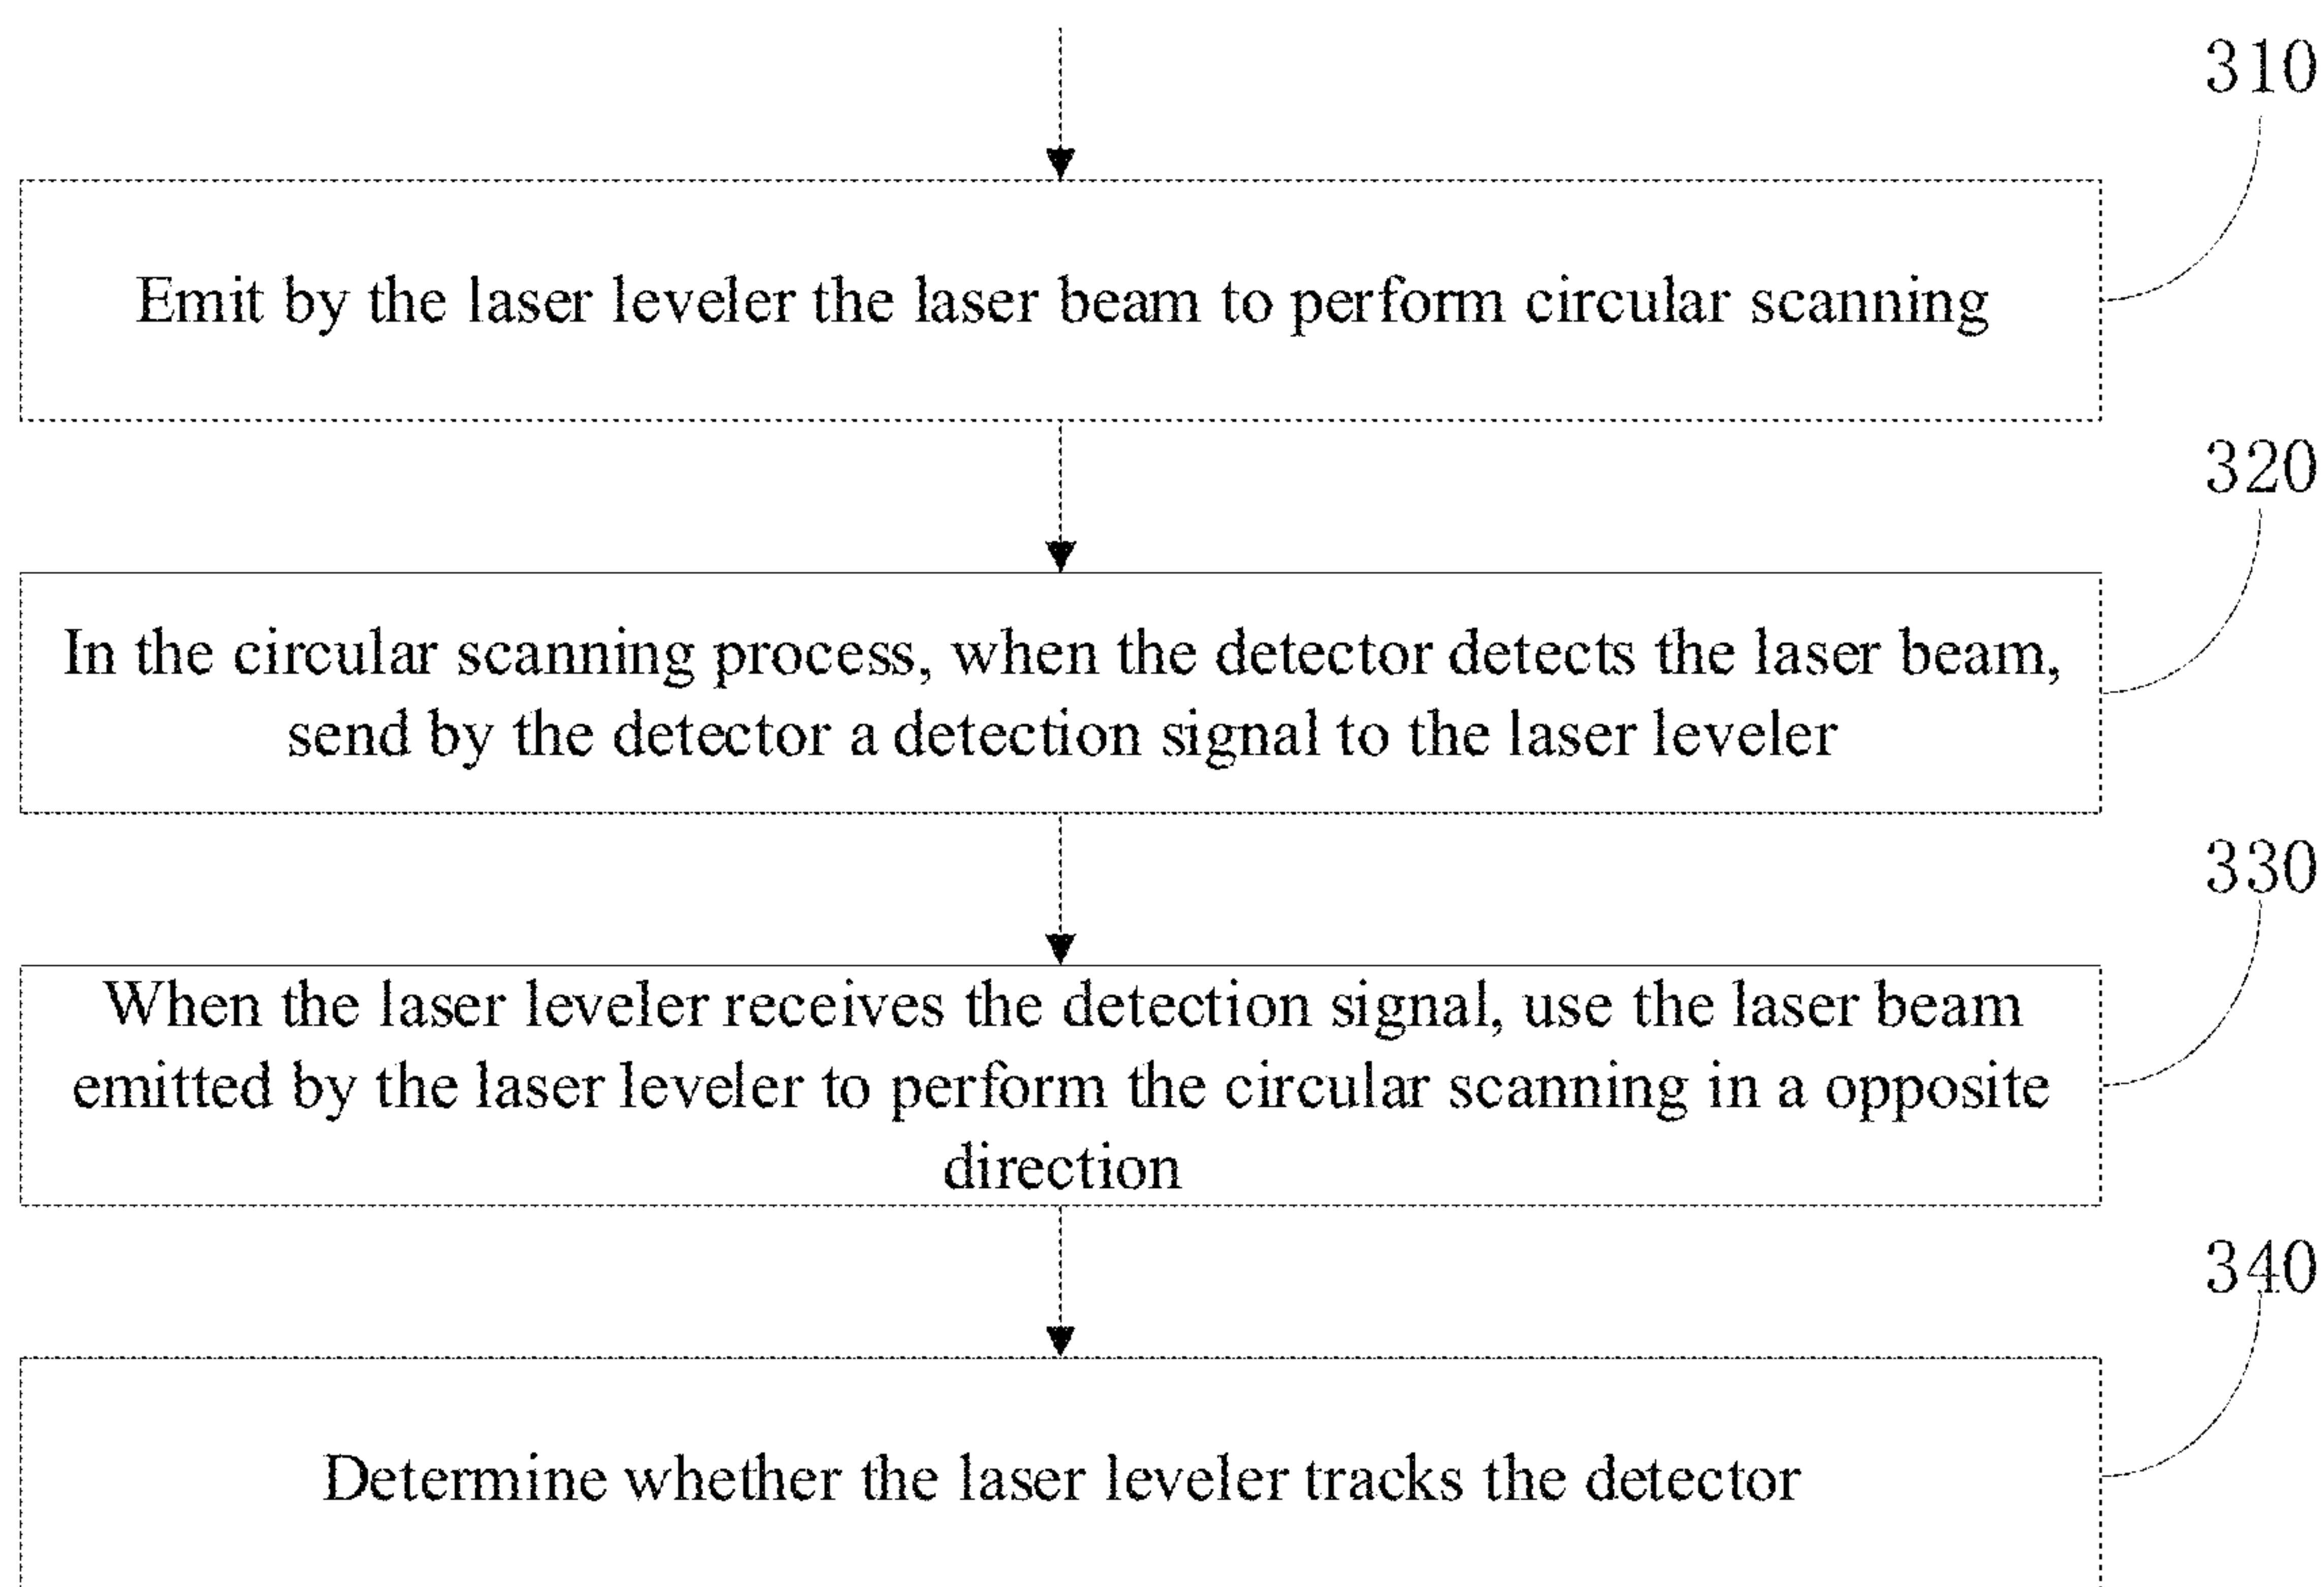 310
Emit by the laser leveler the laser beam to perform circular scanning
320
In the circular scanning process, when the detector detects the laser beam,
send by the detector a detection signal to the laser leveler
330
When the laser leveler receives the detection signal, use the laser beam
emitted by the laser leveler to perform the circular scanning in a opposite
direction
340
Determine whether the laser leveler tracks the detector